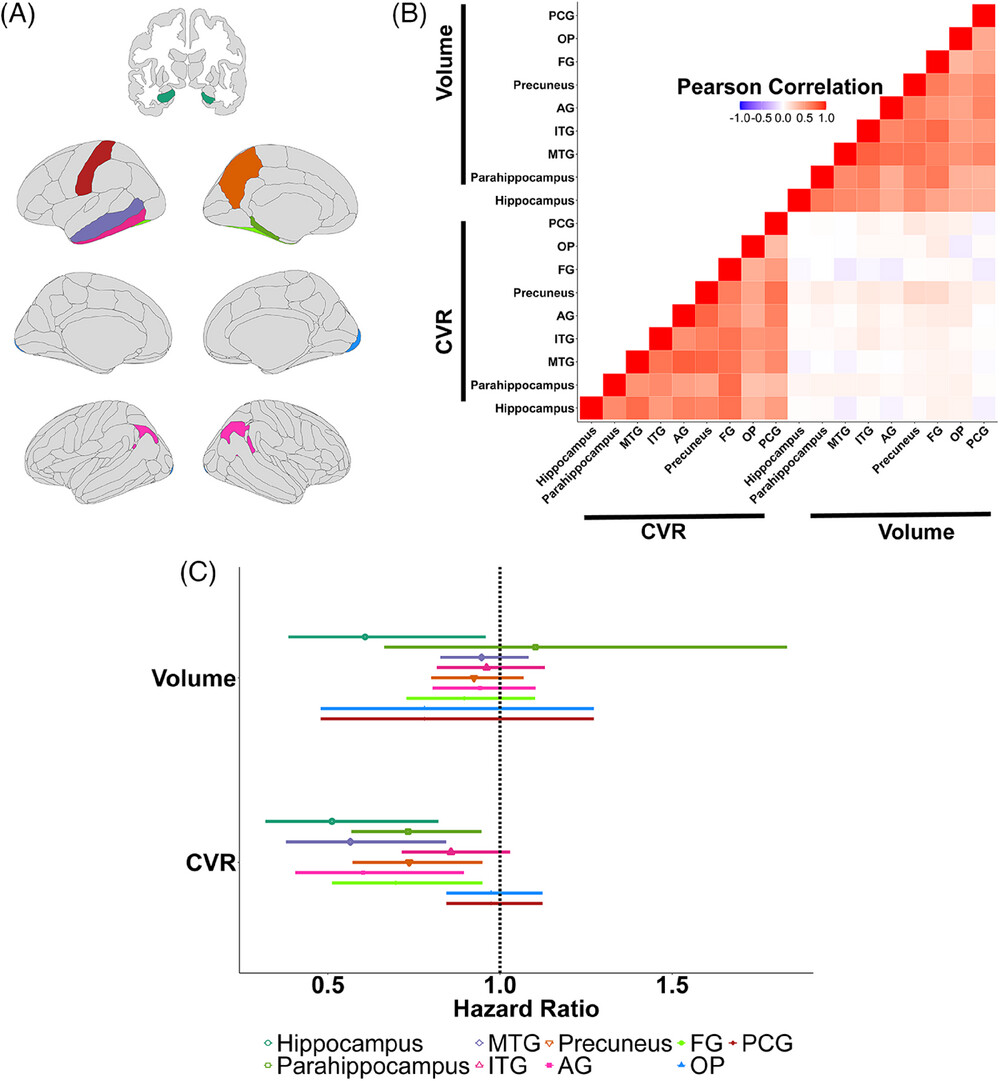 (A)
(B)
Volume
CVR
PCG
OP
FG
Precuneus
AG
ITG
MTG
Parahippocampus
Hippocampus
PCG
OP
FG
Precuneus
AG
ITG
MTG
Parahippocampus
Hippocampus
Pearson Correlation
-1.0-0.5 0.0 0.5 1.0
Hippocampus
Parahippocampus
MTG
ITG
AG
Precuneus
FG
OP
PCG
Hippocampus
Parahippocampus
MTG
ITG
AG
Precuneus
FG
OP
PCG
CVR Volume
(C)
Volume
CVR
0.5 1.0 1.5
Hazard Ratio
Hippocampus MTG Precuneus FG PCG
Parahippocampus ITG AG OP